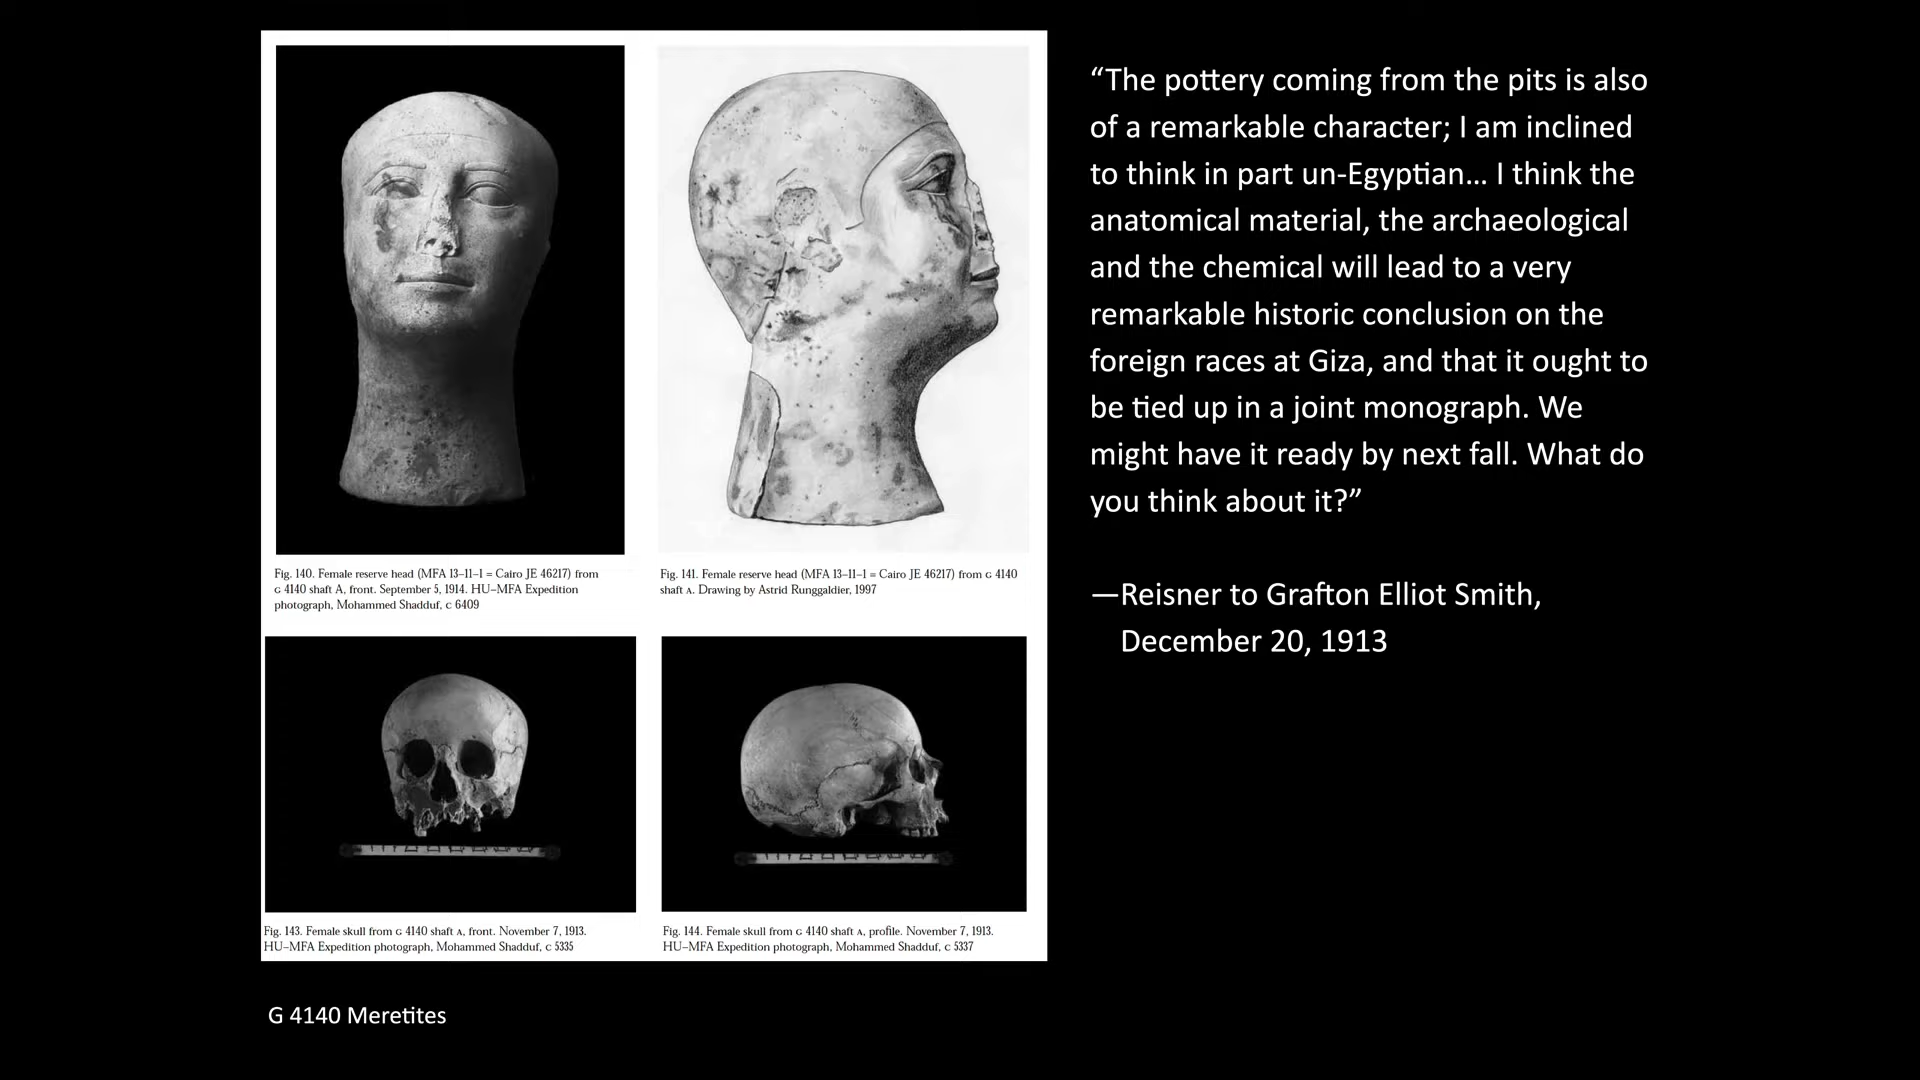 “The pottery coming from the pits is also
of a remarkable character; I am inclined
to think in part un-Egyptian... I think the
anatomical material, the archaeological
and the chemical will lead to a very
remarkable historic conclusion on the
foreign races at Giza, and that it ought to
be tied up in a joint monograph. We
might have it ready by next fall. What do
you think about it?”
—Reisner to Grafton Elliot Smith,
December 20, 1913
Fig. 140. Female reserve head (MFA 13–11–1 = Cairo JE 46217) from
G 4140 shaft A, front. September 5, 1914. HU–MFA Expedition
photograph, Mohammed Shadduf, C 6409
Fig. 141. Female reserve head (MFA 13–11–1 = Cairo JE 46217) from G 4140
shaft A. Drawing by Astrid Runggaldier, 1997
Fig. 143. Female skull from G 4140 shaft A, front. November 7, 1913.
HU–MFA Expedition photograph, Mohammed Shadduf, C 5335
Fig. 144. Female skull from G 4140 shaft A, profile. November 7, 1913.
HU–MFA Expedition photograph, Mohammed Shadduf, C 5337
G 4140 Meretites